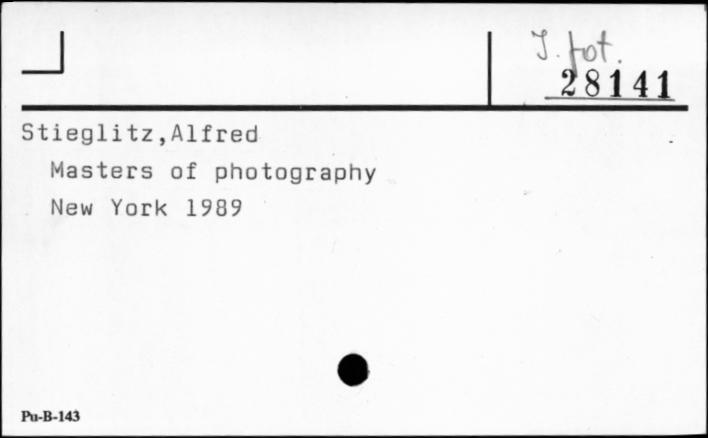 J. fot.
28141
Stieglitz,Alfred
Masters of photography
New York 1989
Pu-B-143